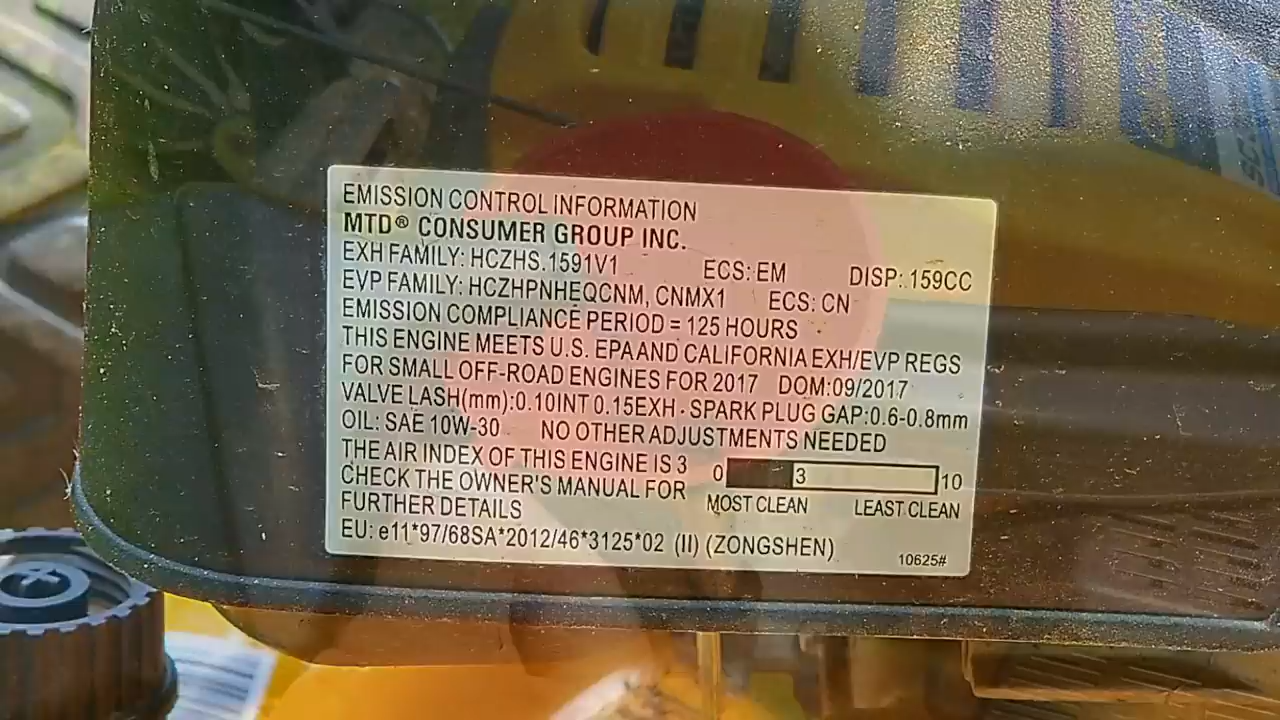 EMISSION CONTROL INFORMATION
MTD® CONSUMER GROUP INC.
EXH FAMILY: HCZHS.1591V1 ECS: EM DISP: 159CC
EVP FAMILY: HCZHPNHEQCNM, CNMX1 ECS: CN
EMISSION COMPLIANCE PERIOD = 125 HOURS
THIS ENGINE MEETS U.S. EPA AND CALIFORNIA EXH/EVP REGS
FOR SMALL OFF-ROAD ENGINES FOR 2017 DOM:09/2017
VALVE LASH(mm):0.10INT 0.15EXH - SPARK PLUG GAP:0.6-0.8mm
OIL: SAE 10W-30 NO OTHER ADJUSTMENTS NEEDED
THE AIR INDEX OF THIS ENGINE IS 3 0 3 10
CHECK THE OWNER'S MANUAL FOR MOST CLEAN LEAST CLEAN
FURTHER DETAILS
EU: e11*97/68SA*2012/46*3125*02 (II) (ZONGSHEN) 10625#